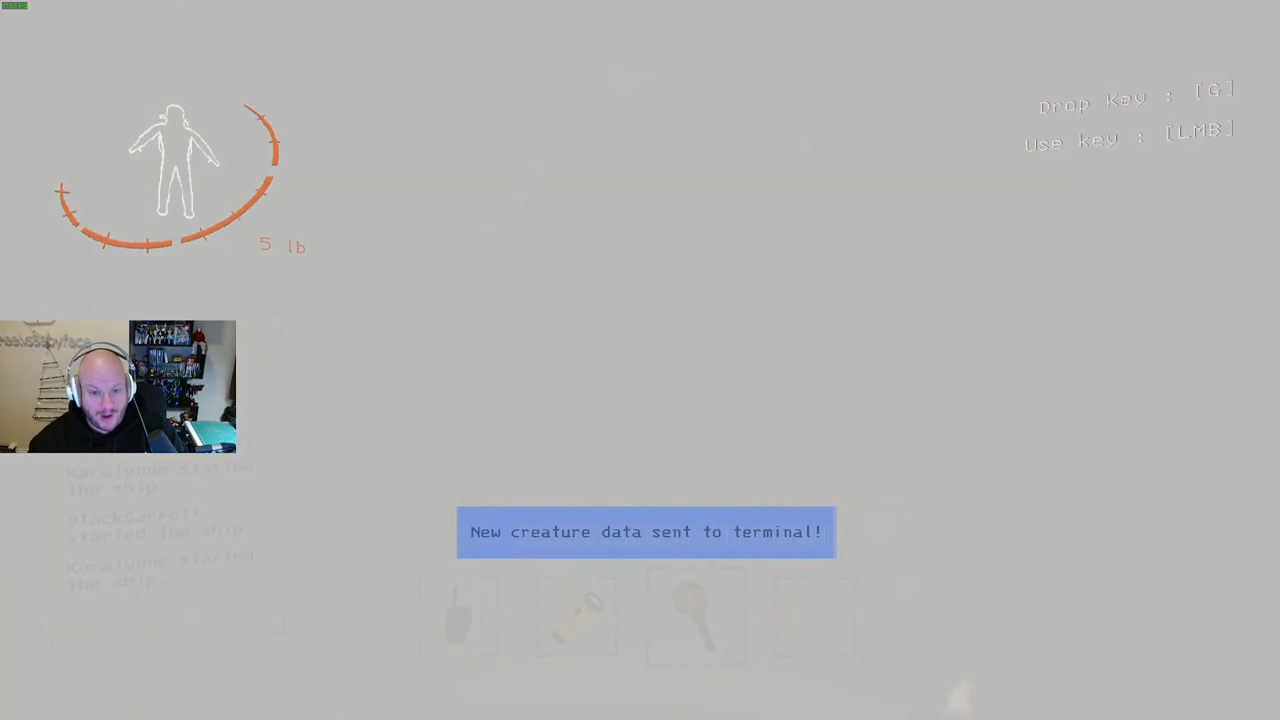 Drop Key : [G]
Use key : [LMB]
5 lb
Karalynne started
the ship.
started the ship.
Karalynne started
the ship.
New creature data sent to terminal!